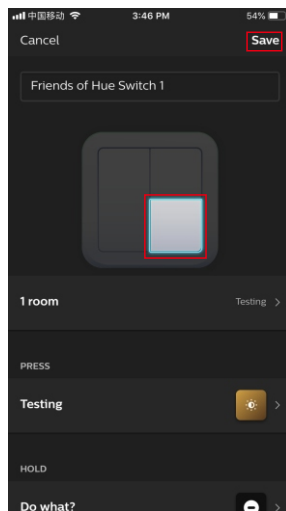 中国移动 3:46 PM 54%
Cancel Save
Friends of Hue Switch 1
1 room Testing
PRESS
Testing
HOLD
Do what?